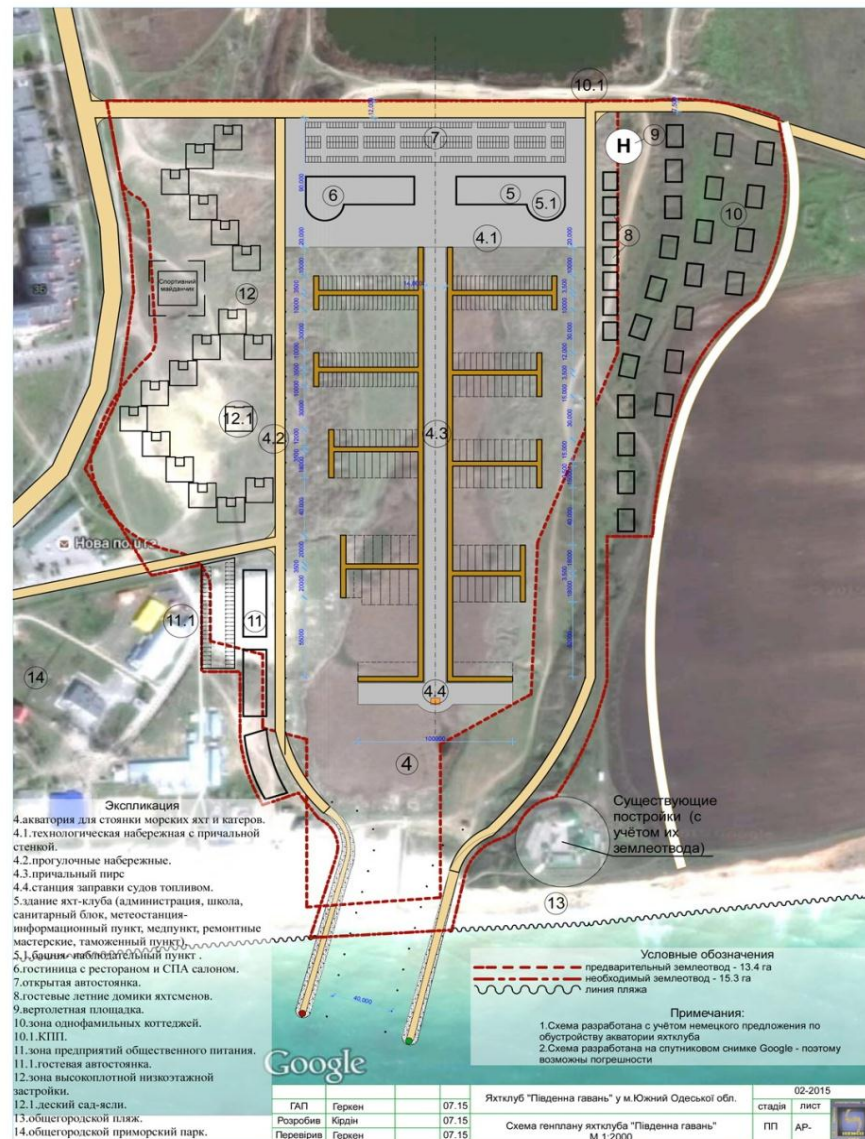 10.1
7
9
Н
6
5
5.1
10
4.1
8
Спортивний
майданчик
12
12.1
4.2
4.3
Нова пошта
11.1
11
14
4.4
100000
4
Существующие
постройки (с
учётом их
землеотвода)
13
40,000
Экспликация
4.акватория для стоянки морских яхт и катеров.
4.1.технологическая набережная с причальной
стенкой.
4.2.прогулочные набережные.
4.3.причальный пирс
4.4.станция заправки судов топливом.
5.здание яхт-клуба (администрация, школа,
санитарный блок, метеостанция-
информационный пункт, медпункт, ремонтные
мастерские, таможенный пункт).
5.1.башня- наблюдательный пункт .
6.гостиница с рестораном и СПА салоном.
7.открытая автостоянка.
8.гостевые летние домики яхтсменов.
9.вертолетная площадка.
10.зона однофамильных коттеджей.
10.1.КПП.
11.зона предприятий общественного питания.
11.1.гостевая автостоянка.
12.зона высокоплотной низкоэтажной
застройки.
12.1.деский сад-ясли.
13.общегородской пляж.
14.общегородской приморский парк.
Условные обозначения
предварительный землеотвод - 13.4 га
необходимый землеотвод - 15.3 га
линия пляжа
Примечания:
1.Схема разработана с учётом немецкого предложения по
обустройству акватории яхтклуба
2.Схема разработана на спутниковом снимке Google - поэтому
возможны погрешности
Google
02-2015
Яхтклуб "Південна гавань" у м.Южний Одеської обл.
стадія лист
ГАП Геркен 07.15
Розробив Кірдін 07.15
Перевірив Геркен 07.15
Схема генплану яхтклуба "Південна гавань"
М 1:2000
ПП АР-